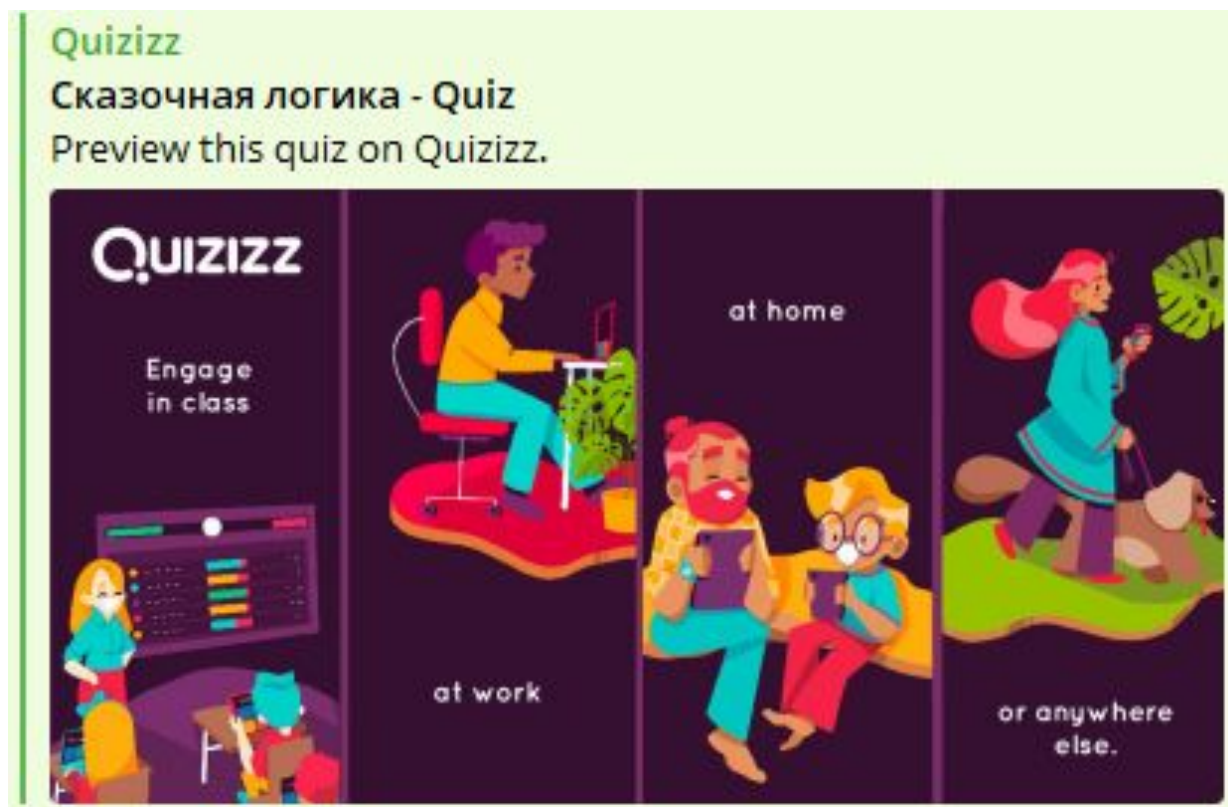 Quizizz
Сказочная логика - Quiz
Preview this quiz on Quizizz.
QUIZIZZ
Engage
in class
at work
at home
or anywhere
else.